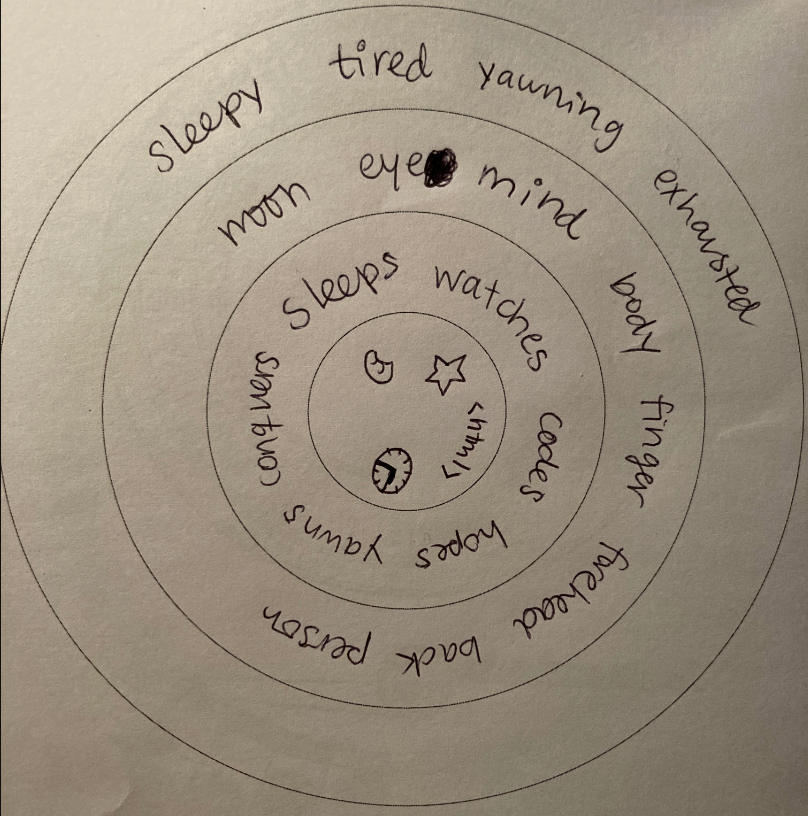 sleepy tired yawning exhausted
moon eye mind body finger forehead back person
sleeps watches codes hopes yawns conquers
<html>